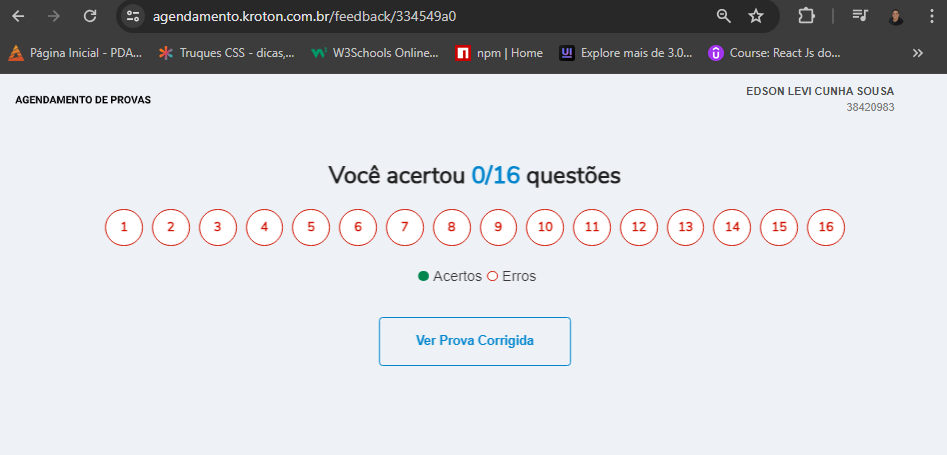 agendamento.kroton.com.br/feedback/334549a0
Página Inicial - PDA... Truques CSS - dicas,... W3Schools Online... npm | Home UI Explore mais de 3.0... Course: React Js do...
AGENDAMENTO DE PROVAS
EDSON LEVI CUNHA SOUSA
38420983
Você acertou 0/16 questões
1 2 3 4 5 6 7 8 9 10 11 12 13 14 15 16
Acertos Erros
Ver Prova Corrigida